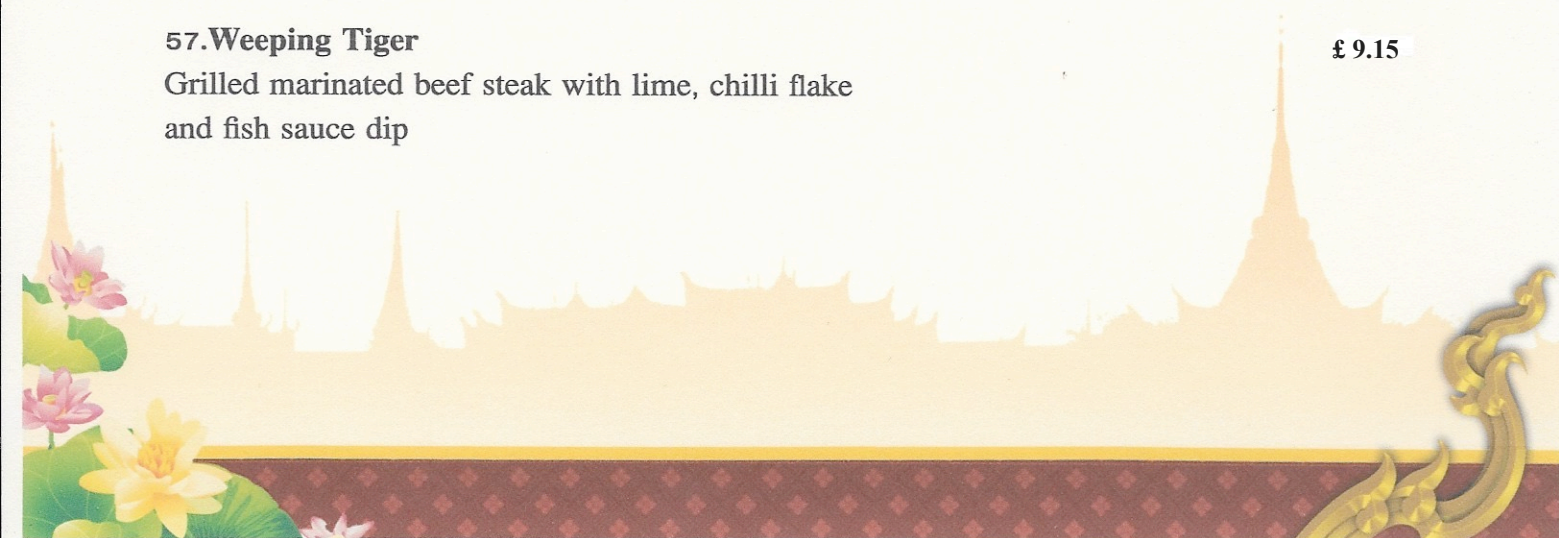 57.Weeping Tiger
£ 9.15
Grilled marinated beef steak with lime, chilli flake
and fish sauce dip